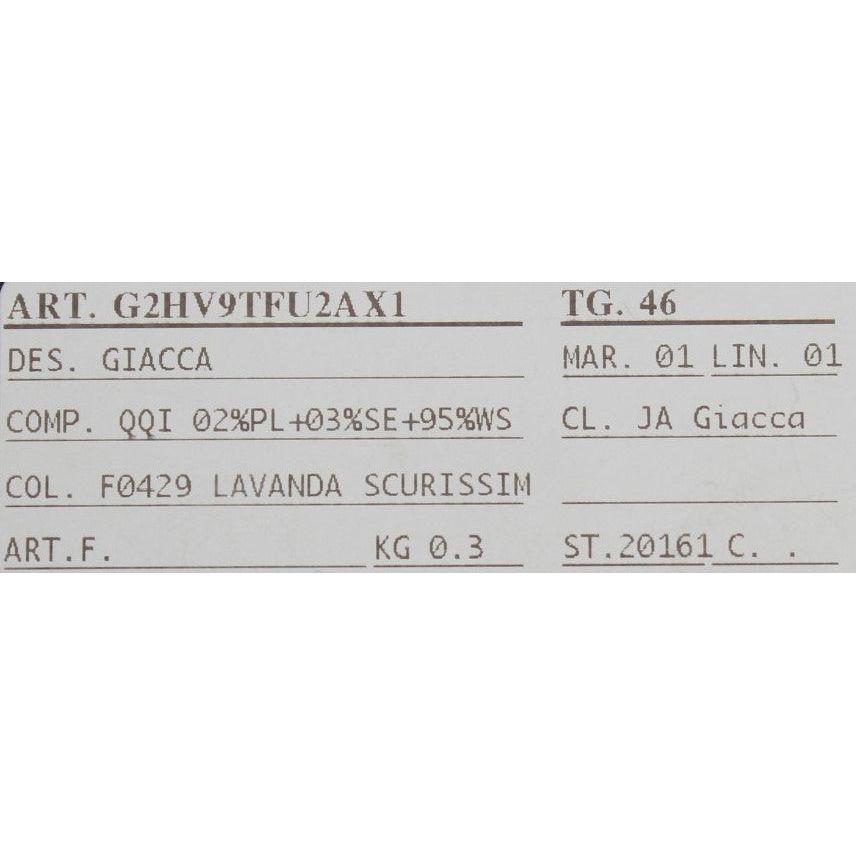 ART. G2HV9TFU2AX1 TG. 46
DES. GIACCA MAR. 01 LIN. 01
COMP. QQI 02%PL+03%SE+95%WS CL. JA Giacca
COL. F0429 LAVANDA SCURISSIM
ART.F. KG 0.3 ST.20161 C. .